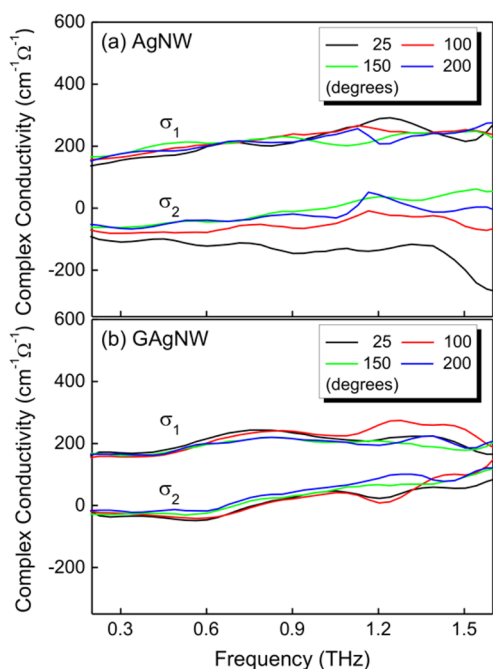 Complex Conductivity (cm⁻¹Ω⁻¹)
600
400
200
0
-200
(a) AgNW
25 100
150 200
(degrees)
σ₁
σ₂
Complex Conductivity (cm⁻¹Ω⁻¹)
600
400
200
0
-200
(b) GAgNW
25 100
150 200
(degrees)
σ₁
σ₂
0.3 0.6 0.9 1.2 1.5
Frequency (THz)